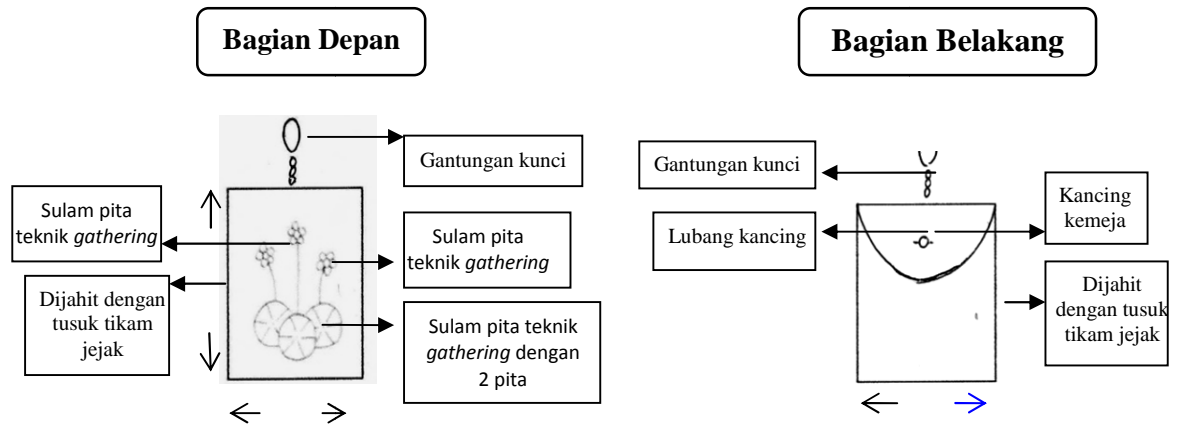 Bagian Depan
Gantungan kunci
Sulam pita
teknik gathering
Sulam pita
teknik gathering
Dijahit dengan
tusuk tikam
jejak
Sulam pita teknik
gathering dengan
2 pita
Bagian Belakang
Gantungan kunci
Kancing
kemeja
Lubang kancing
Dijahit
dengan tusuk
tikam jejak